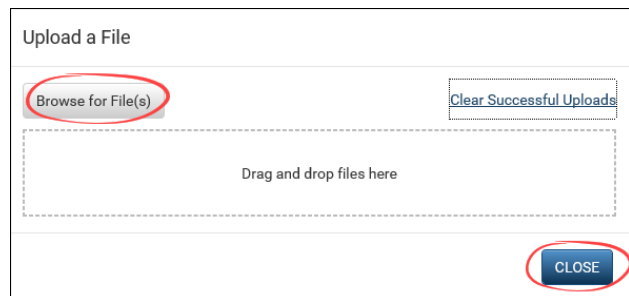 Upload a File
Browse for File(s)
Clear Successful Uploads
Drag and drop files here
CLOSE